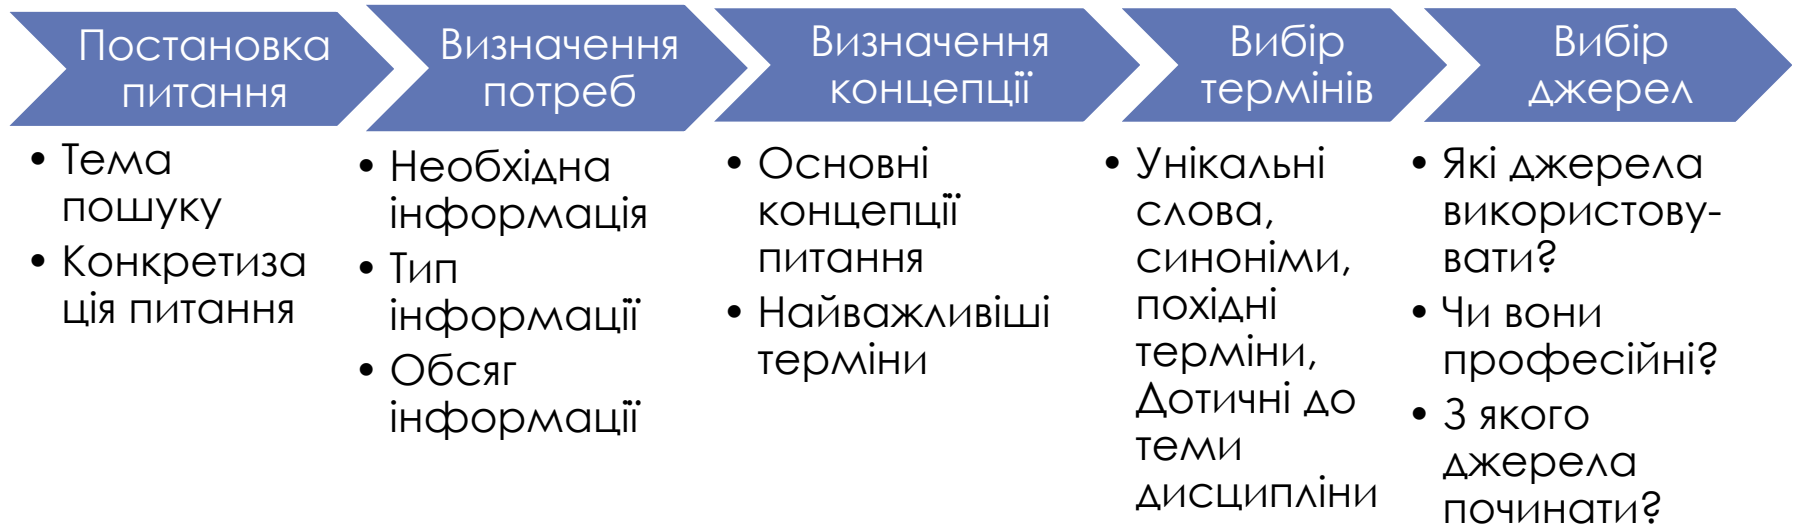 Постановка
питання
• Тема
пошуку
• Конкретиза
ція питання
Визначення
потреб
• Необхідна
інформація
• Тип
інформації
• Обсяг
інформації
Визначення
концепції
• Основні
концепції
питання
• Найважливіші
терміни
Вибір
термінів
• Унікальні
слова,
синоніми,
похідні
терміни,
Дотичні до
теми
дисципліни
Вибір
джерел
• Які джерела
використову-
вати?
• Чи вони
професійні?
• З якого
джерела
починати?